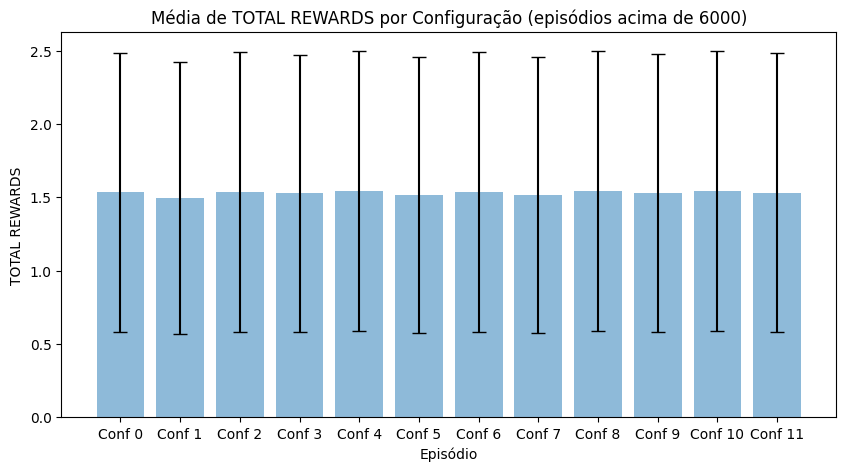 Média de TOTAL REWARDS por Configuração (episódios acima de 6000)
TOTAL REWARDS
2.5
2.0
1.5
1.0
0.5
0.0
Conf 0 Conf 1 Conf 2 Conf 3 Conf 4 Conf 5 Conf 6 Conf 7 Conf 8 Conf 9 Conf 10 Conf 11
Episódio